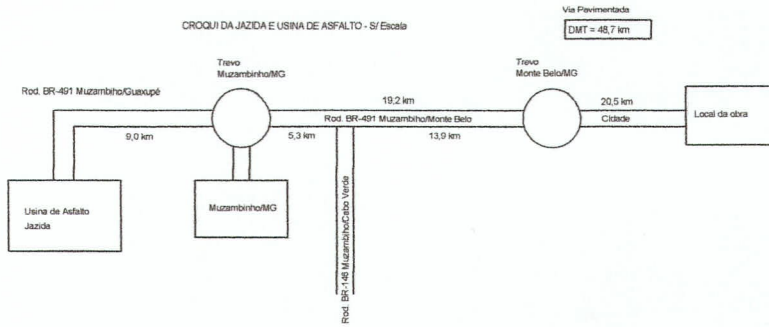 CROQUI DA JAZIDA E USINA DE ASFALTO - S/ Escala
Via Pavimentada
DMT = 48,7 km
Trevo
Muzambinho/MG
Trevo
Monte Belo/MG
Rod. BR-491 Muzambiho/Guaxupé
19,2 km
20,5 km
Rod. BR-491 Muzambiho/Monte Belo
Cidade
Local da obra
9,0 km
5,3 km
13,9 km
Usina de Asfalto
Jazida
Muzambinho/MG
Rod. BR-146 Muzambiho/Cabo Verde